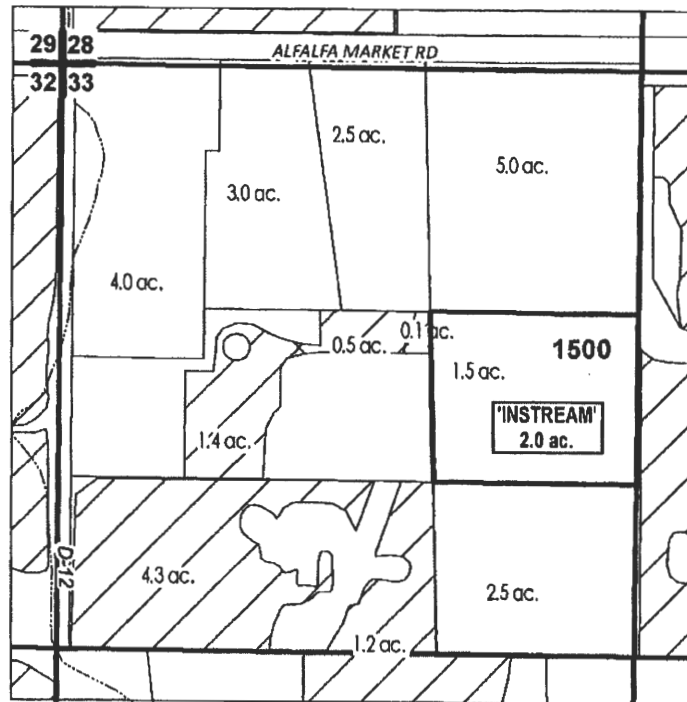 29 28
ALFALFA MARKET RD
32 33
2.5 ac.
5.0 ac.
3.0 ac.
4.0 ac.
0.1 ac.
0.5 ac.
1500
1.5 ac.
'INSTREAM'
2.0 ac.
1.4 ac.
D-12
4.3 ac.
2.5 ac.
1.2 ac.